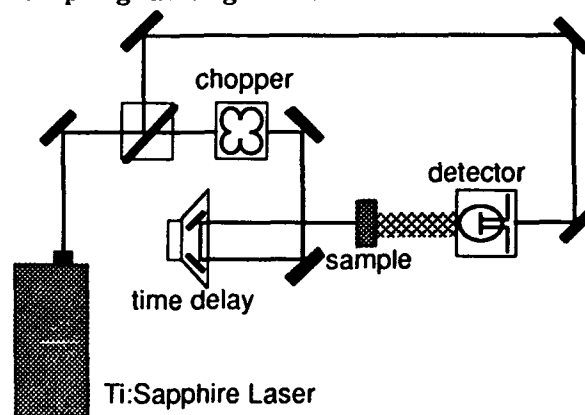 chopper
detector
sample
time delay
Ti:Sapphire Laser